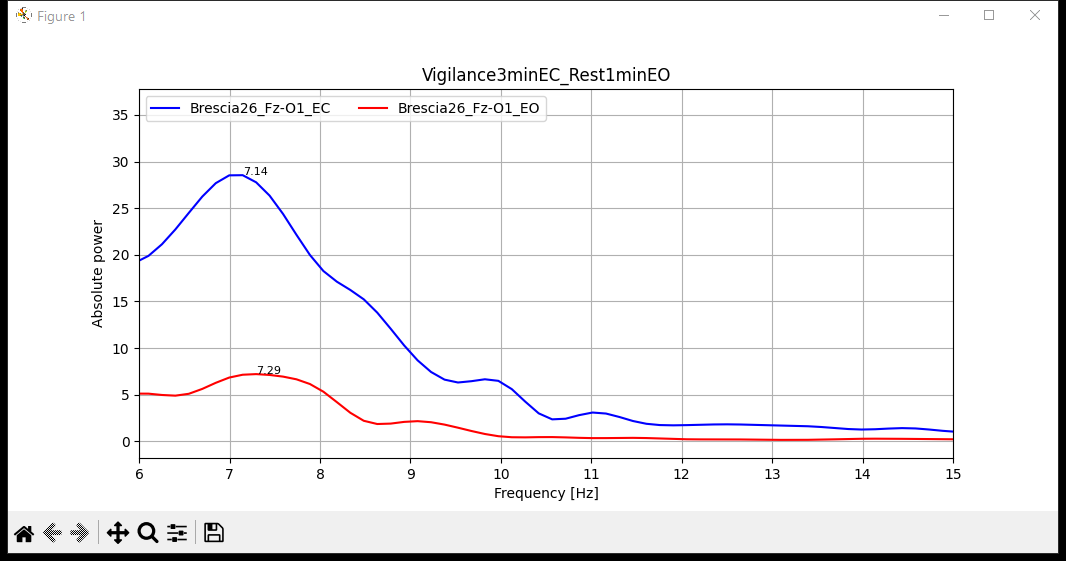 Figure 1
Vigilance3minEC_Rest1minEO
Brescia26_Fz-O1_EC Brescia26_Fz-O1_EO
35
30
25
20
15
10
5
0
Absolute power
7.14
7.29
6 7 8 9 10 11 12 13 14 15
Frequency [Hz]